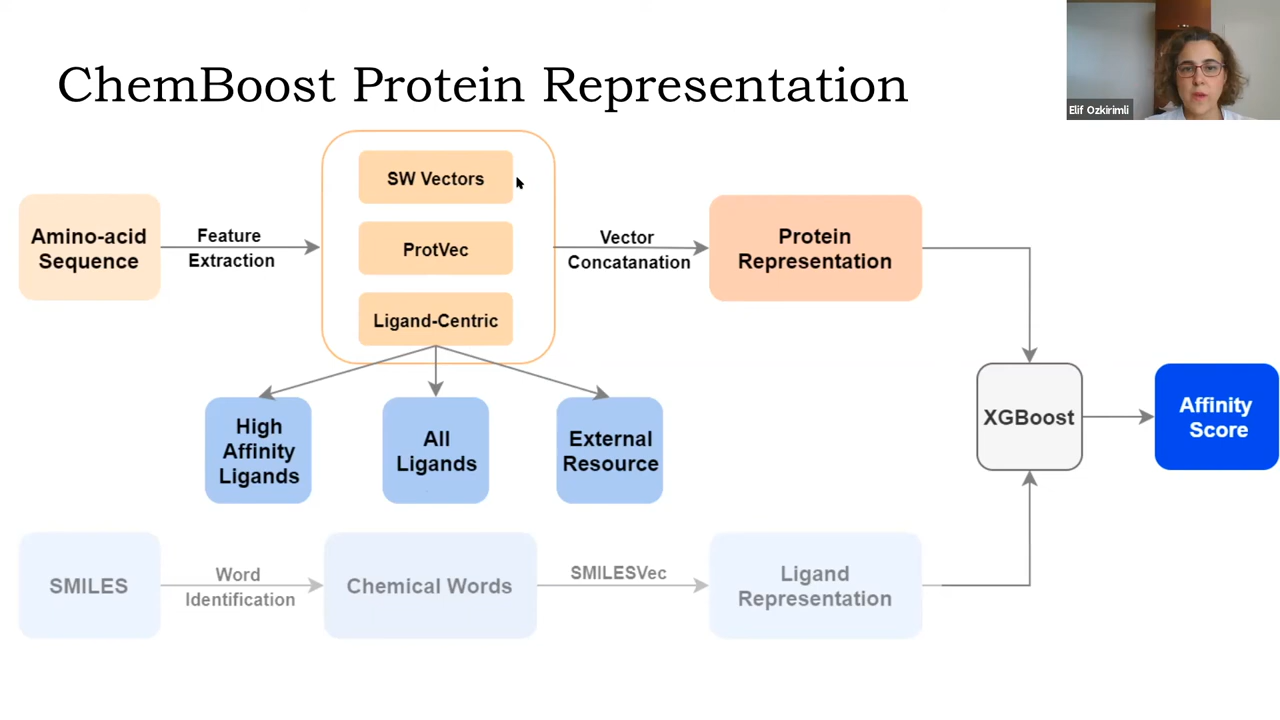 ChemBoost Protein Representation
Elif Ozkirimli
SW Vectors
Amino-acid
Sequence
Feature
Extraction
ProtVec
Vector
Concatanation
Protein
Representation
Ligand-Centric
High
Affinity
Ligands
All
Ligands
External
Resource
XGBoost
Affinity
Score
SMILES
Word
Identification
Chemical Words
SMILESVec
Ligand
Representation